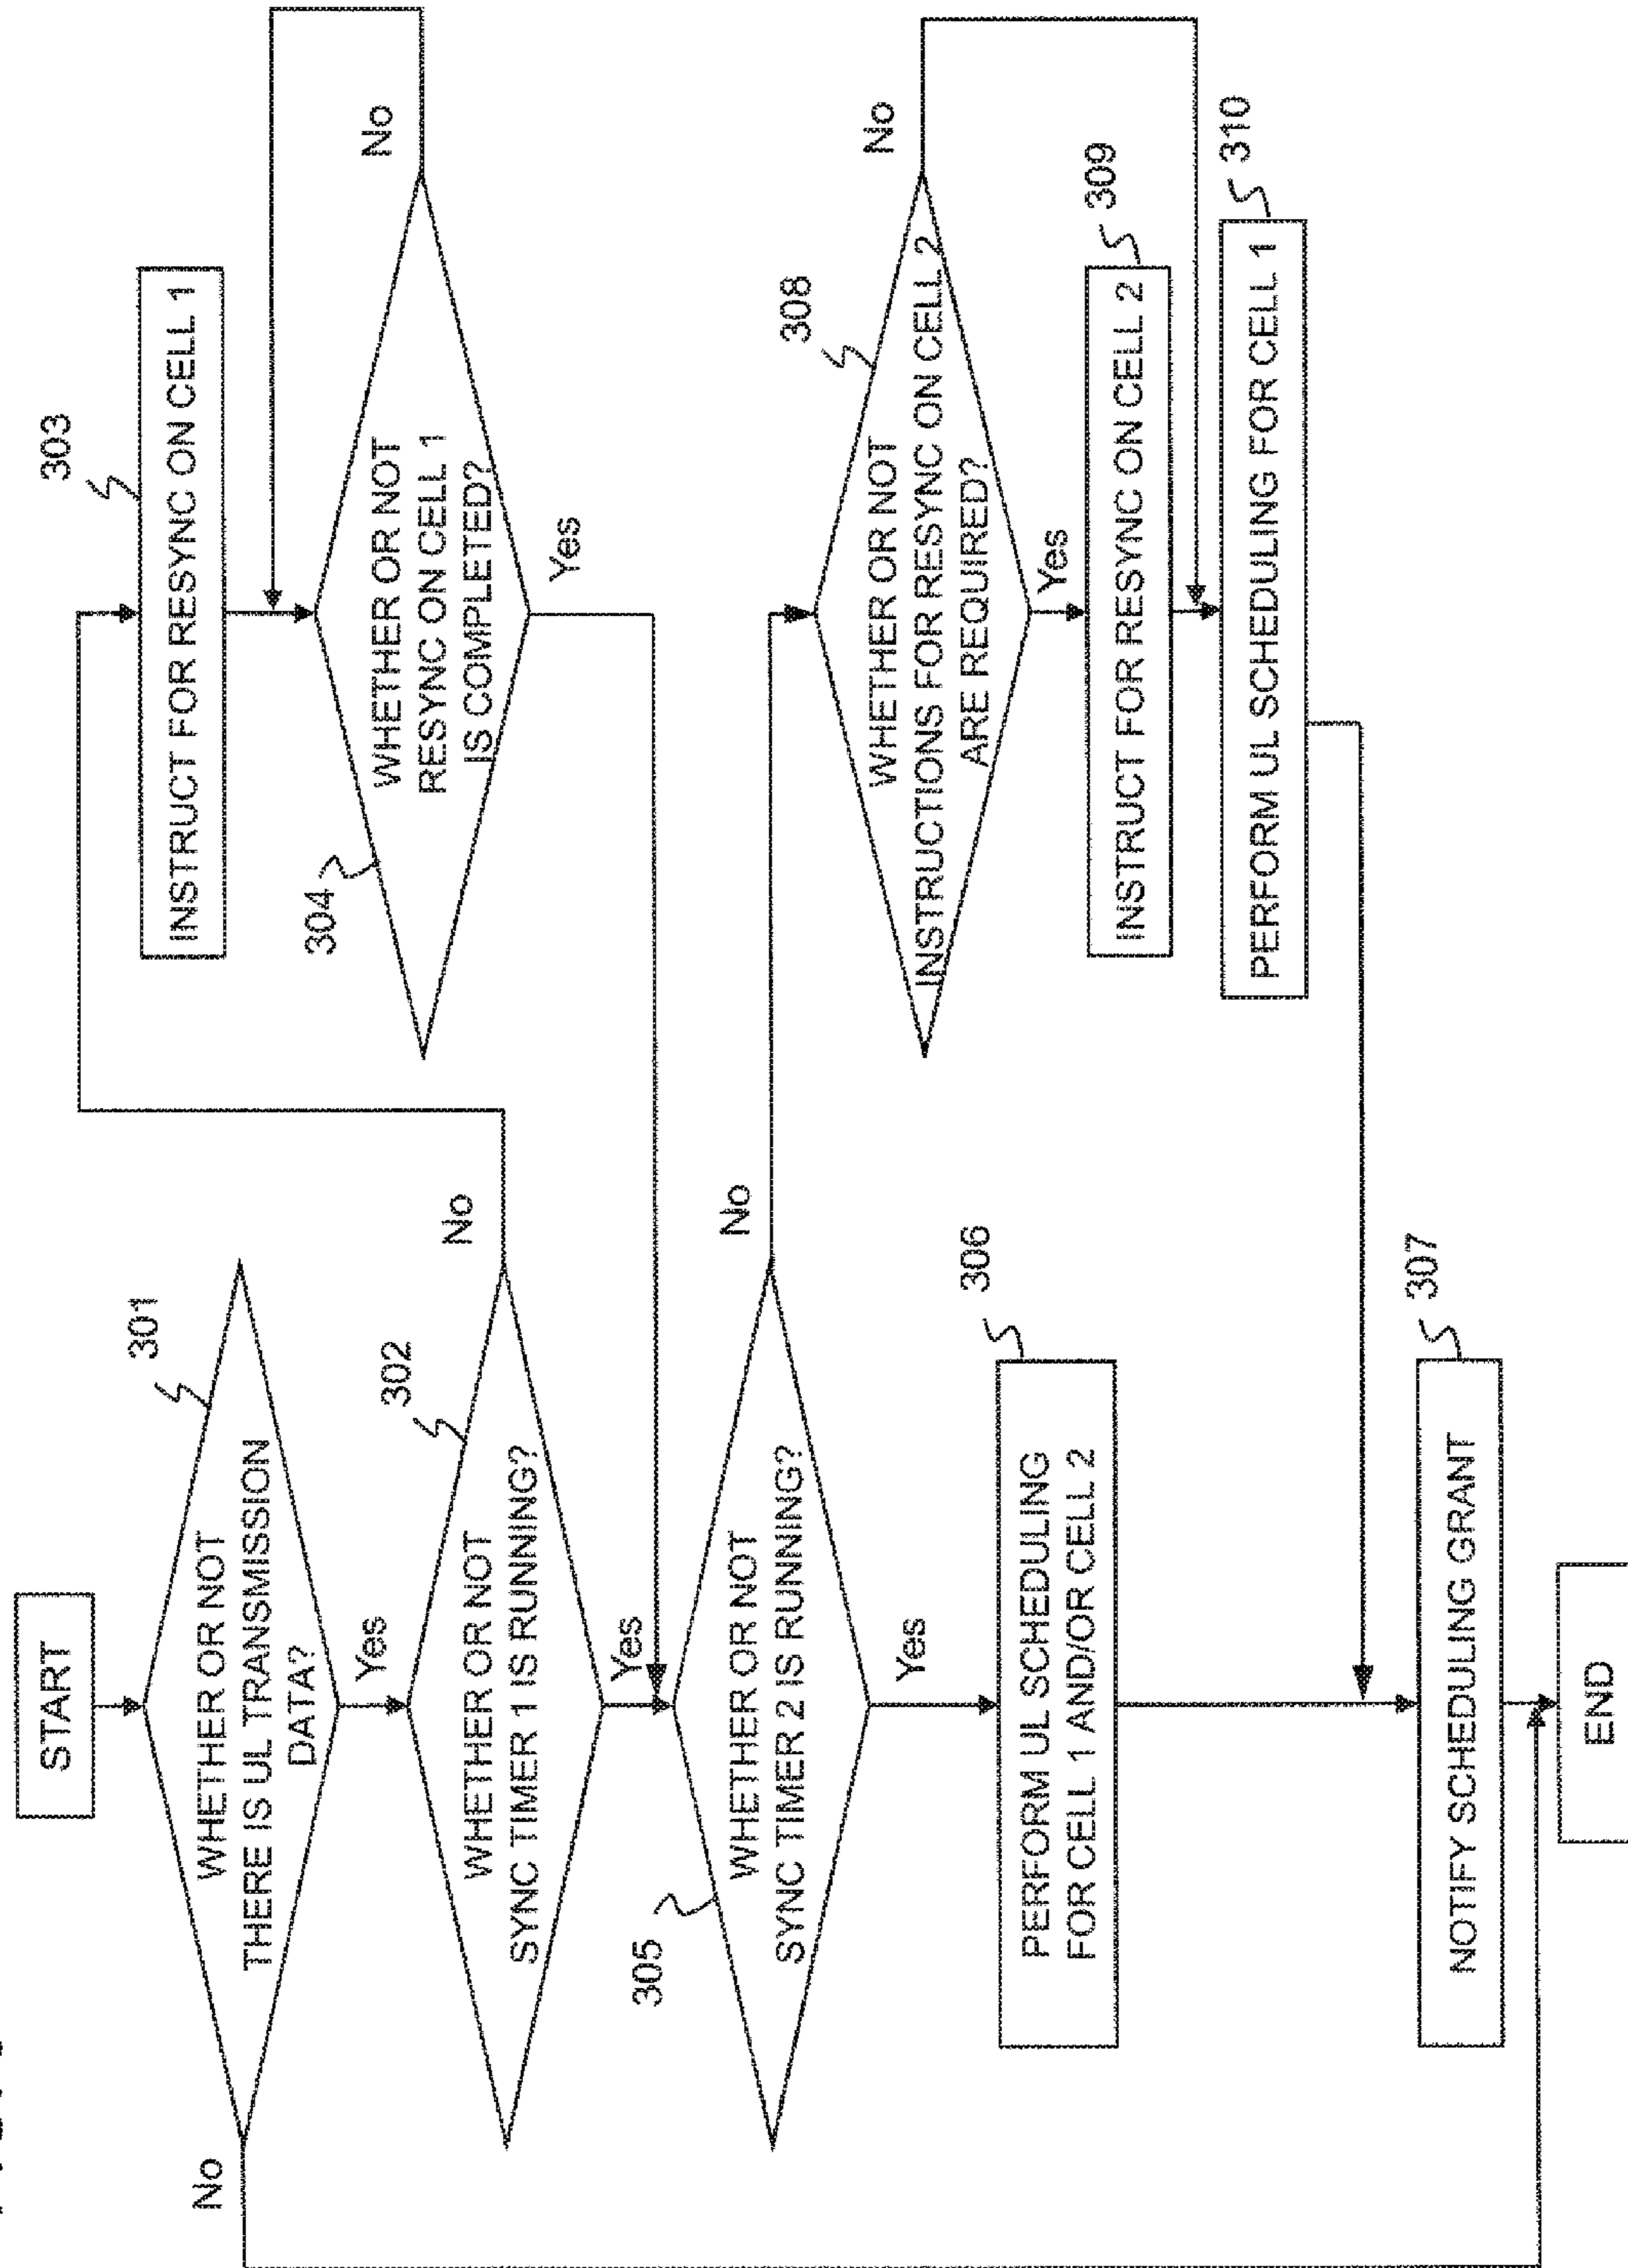 START
301
WHETHER OR NOT
THERE IS UL TRANSMISSION
DATA?
No
Yes
302
WHETHER OR NOT
SYNC TIMER 1 IS RUNNING?
No
Yes
303
INSTRUCT FOR RESYNC ON CELL 1
304
WHETHER OR NOT
RESYNC ON CELL 1
IS COMPLETED?
No
Yes
305
WHETHER OR NOT
SYNC TIMER 2 IS RUNNING?
No
Yes
306
PERFORM UL SCHEDULING
FOR CELL 1 AND/OR CELL 2
307
NOTIFY SCHEDULING GRANT
308
WHETHER OR NOT
INSTRUCTIONS FOR RESYNC ON CELL 2
ARE REQUIRED?
No
Yes
309
INSTRUCT FOR RESYNC ON CELL 2
310
PERFORM UL SCHEDULING FOR CELL 1
END